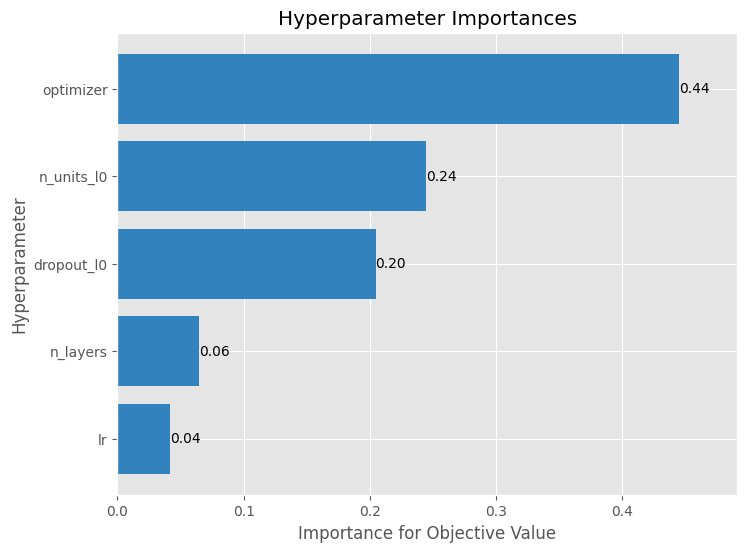 Hyperparameter Importances
Hyperparameter
optimizer
0.44
n_units_l0
0.24
dropout_l0
0.20
n_layers
0.06
lr
0.04
0.0
0.1
0.2
0.3
0.4
Importance for Objective Value